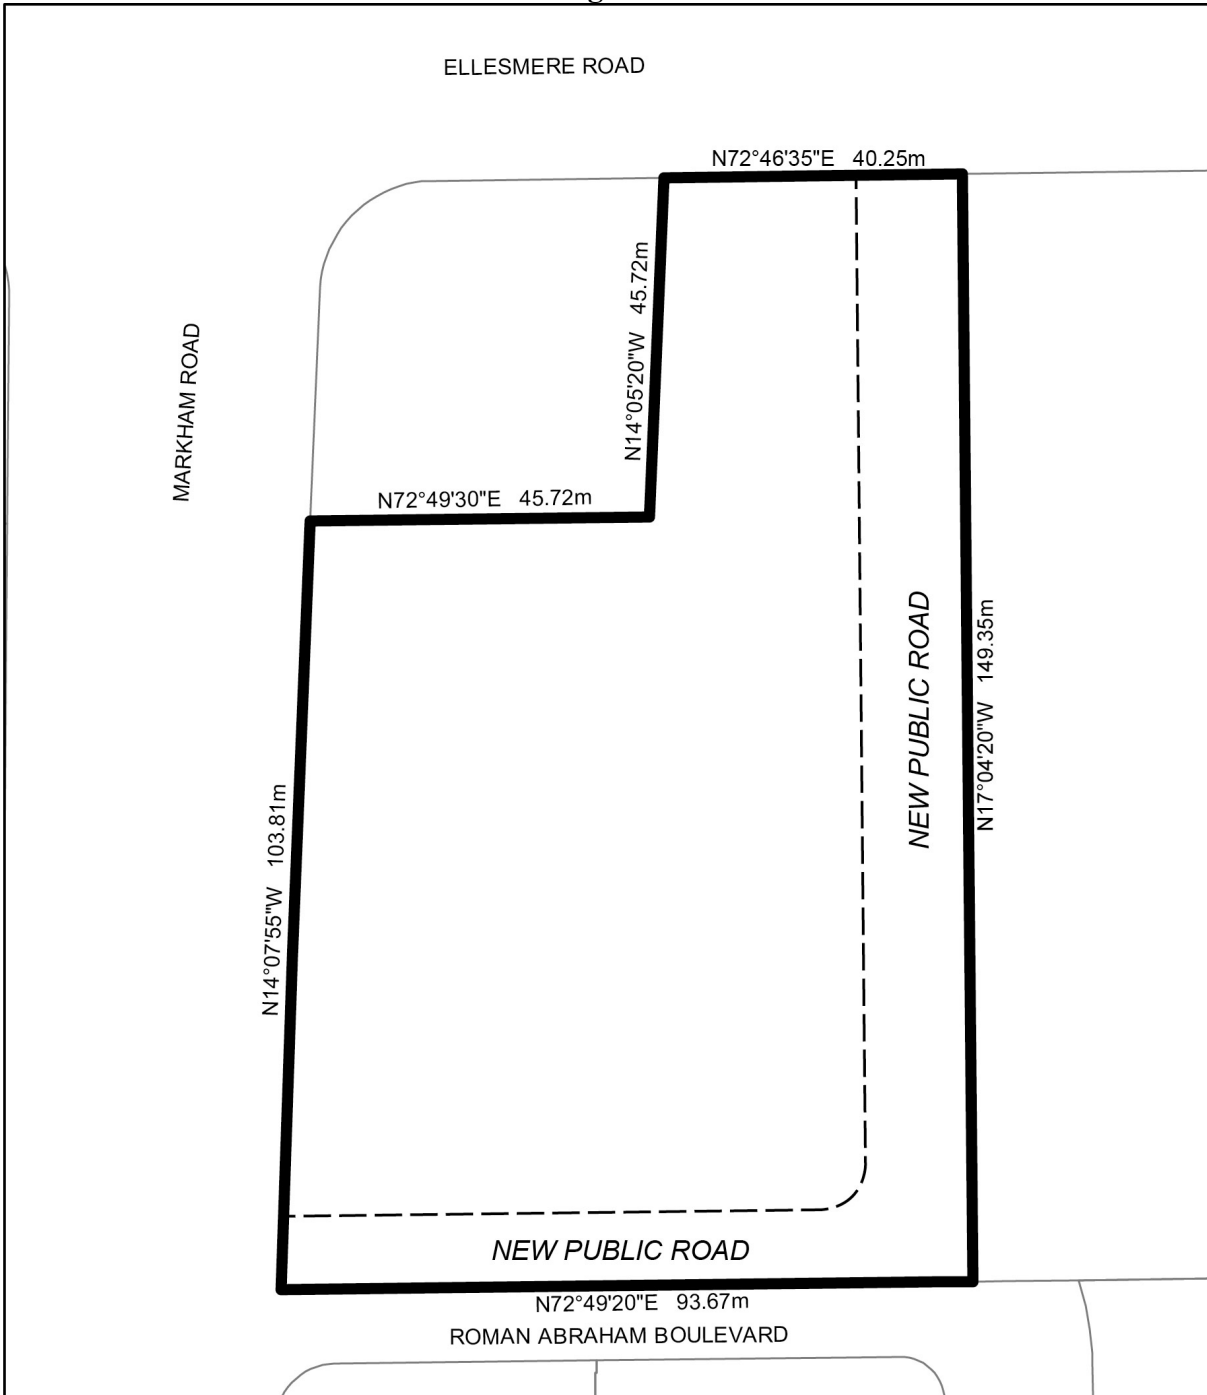 ELLESMERE ROAD
N72°46'35"E 40.25m
N14°05'20"W 45.72m
MARKHAM ROAD
N72°49'30"E 45.72m
NEW PUBLIC ROAD
N17°04'20"W 149.35m
N14°07'55"W 103.81m
NEW PUBLIC ROAD
N72°49'20"E 93.67m
ROMAN ABRAHAM BOULEVARD